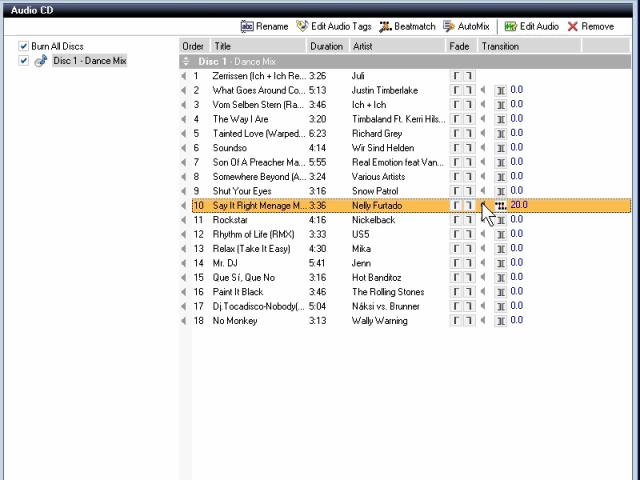 Audio CD
Rename Edit Audio Tags Beatmatch AutoMix Edit Audio Remove
Burn All Discs
Disc 1 - Dance Mix
Order Title Duration Artist Fade Transition
Disc 1 - Dance Mix
1 Zerrissen (Ich + Ich Re... 3:26 Juli
2 What Goes Around Co... 5:13 Justin Timberlake 0.0
3 Vom Selben Stern (Ra... 3:46 Ich + Ich 0.0
4 The Way I Are 3:20 Timbaland Ft. Kerri Hils... 0.0
5 Tainted Love (Warped... 6:23 Richard Grey 0.0
6 Soundso 4:14 Wir Sind Helden 0.0
7 Son Of A Preacher Ma... 5:55 Real Emotion feat Van... 0.0
8 Somewhere Beyond (A... 3:24 Various Artists 0.0
9 Shut Your Eyes 3:16 Snow Patrol 0.0
10 Say It Right Menage M... 3:36 Nelly Furtado 20.0
11 Rockstar 4:16 Nickelback 0.0
12 Rhythm of Life (RMX) 3:33 US5 0.0
13 Relax (Take It Easy) 4:30 Mika 0.0
14 Mr. DJ 5:41 Jenn 0.0
15 Que Sí, Que No 3:16 Hot Banditoz 0.0
16 Paint It Black 3:46 The Rolling Stones 0.0
17 Dj.Tocadisco-Nobody(... 5:04 Náksi vs. Brunner 0.0
18 No Monkey 3:13 Wally Warning 0.0